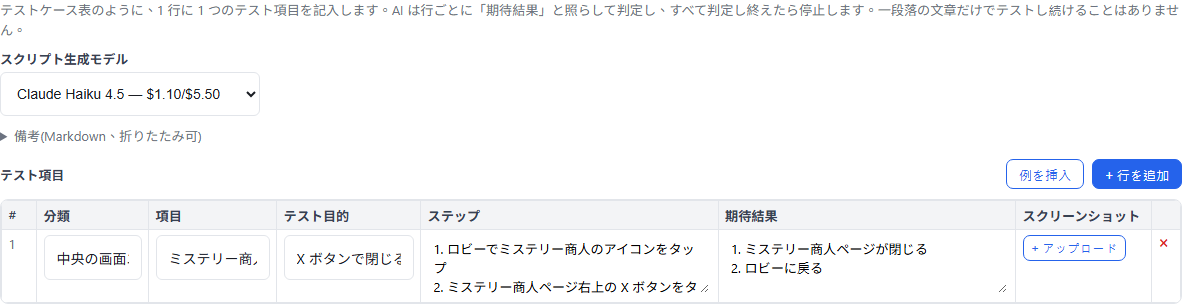 テストケース表のように、1 行に 1 つのテスト項目を記入します。AI は行ごとに「期待結果」と照らして判定し、すべて判定し終えたら停止します。一段落の文章だけでテストし続けることはありませ
ん。
スクリプト生成モデル
Claude Haiku 4.5 — $1.10/$5.50
▶ 備考(Markdown、折りたたみ可)
テスト項目
例を挿入
+ 行を追加
# 分類 項目 テスト目的 ステップ 期待結果 スクリーンショット
1
中央の画面
ミステリー商
X ボタンで閉じる
1. ロビーでミステリー商人のアイコンをタッ
プ
2. ミステリー商人ページ右上の X ボタンをタ
1. ミステリー商人ページが閉じる
2. ロビーに戻る
+ アップロード
×